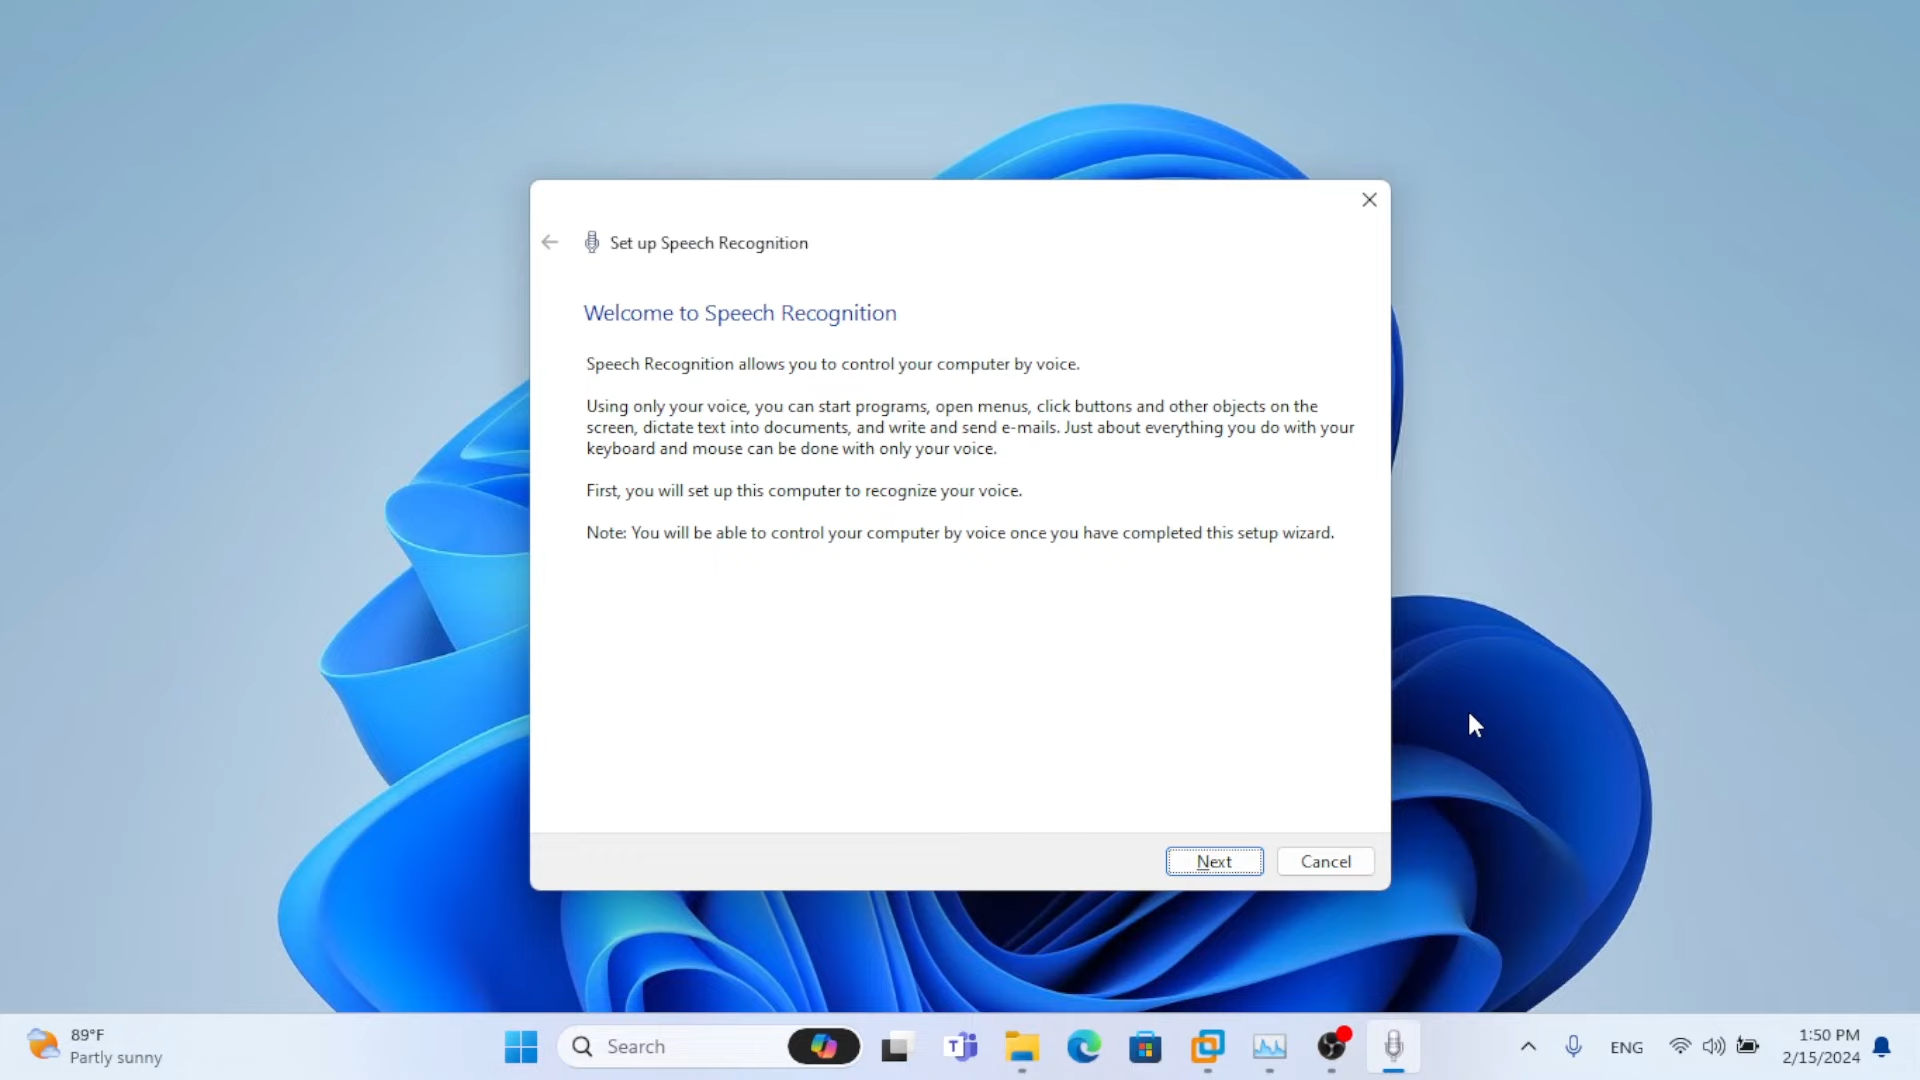 Set up Speech Recognition
Welcome to Speech Recognition
Speech Recognition allows you to control your computer by voice.
Using only your voice, you can start programs, open menus, click buttons and other objects on the
screen, dictate text into documents, and write and send e-mails. Just about everything you do with your
keyboard and mouse can be done with only your voice.
First, you will set up this computer to recognize your voice.
Note: You will be able to control your computer by voice once you have completed this setup wizard.
Next
Cancel
89°F
Partly sunny
Search
T
ENG
1:50 PM
2/15/2024